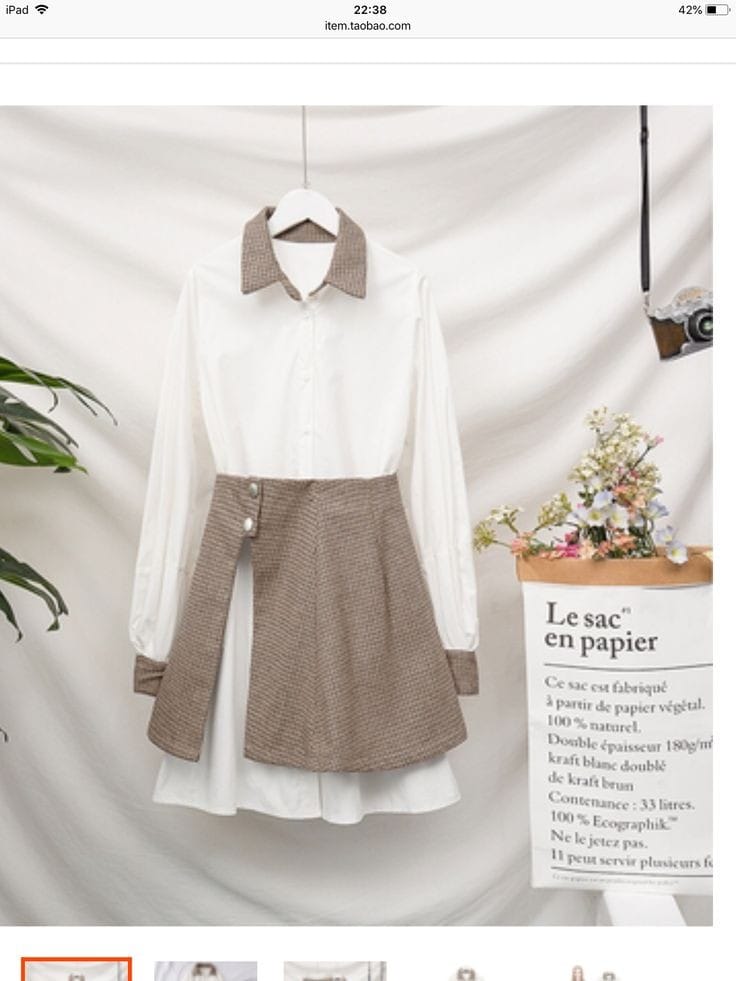 iPad 22:38 42%
item.taobao.com
Le sac#1
en papier
Ce sac est fabriqué
à partir de papier végétal.
100 % naturel.
Double épaisseur 180g/m
kraft blanc doublé
de kraft brun
Contenance : 33 litres.
100 % Ecographik.™
Ne le jetez pas.
Il peut servir plusieurs